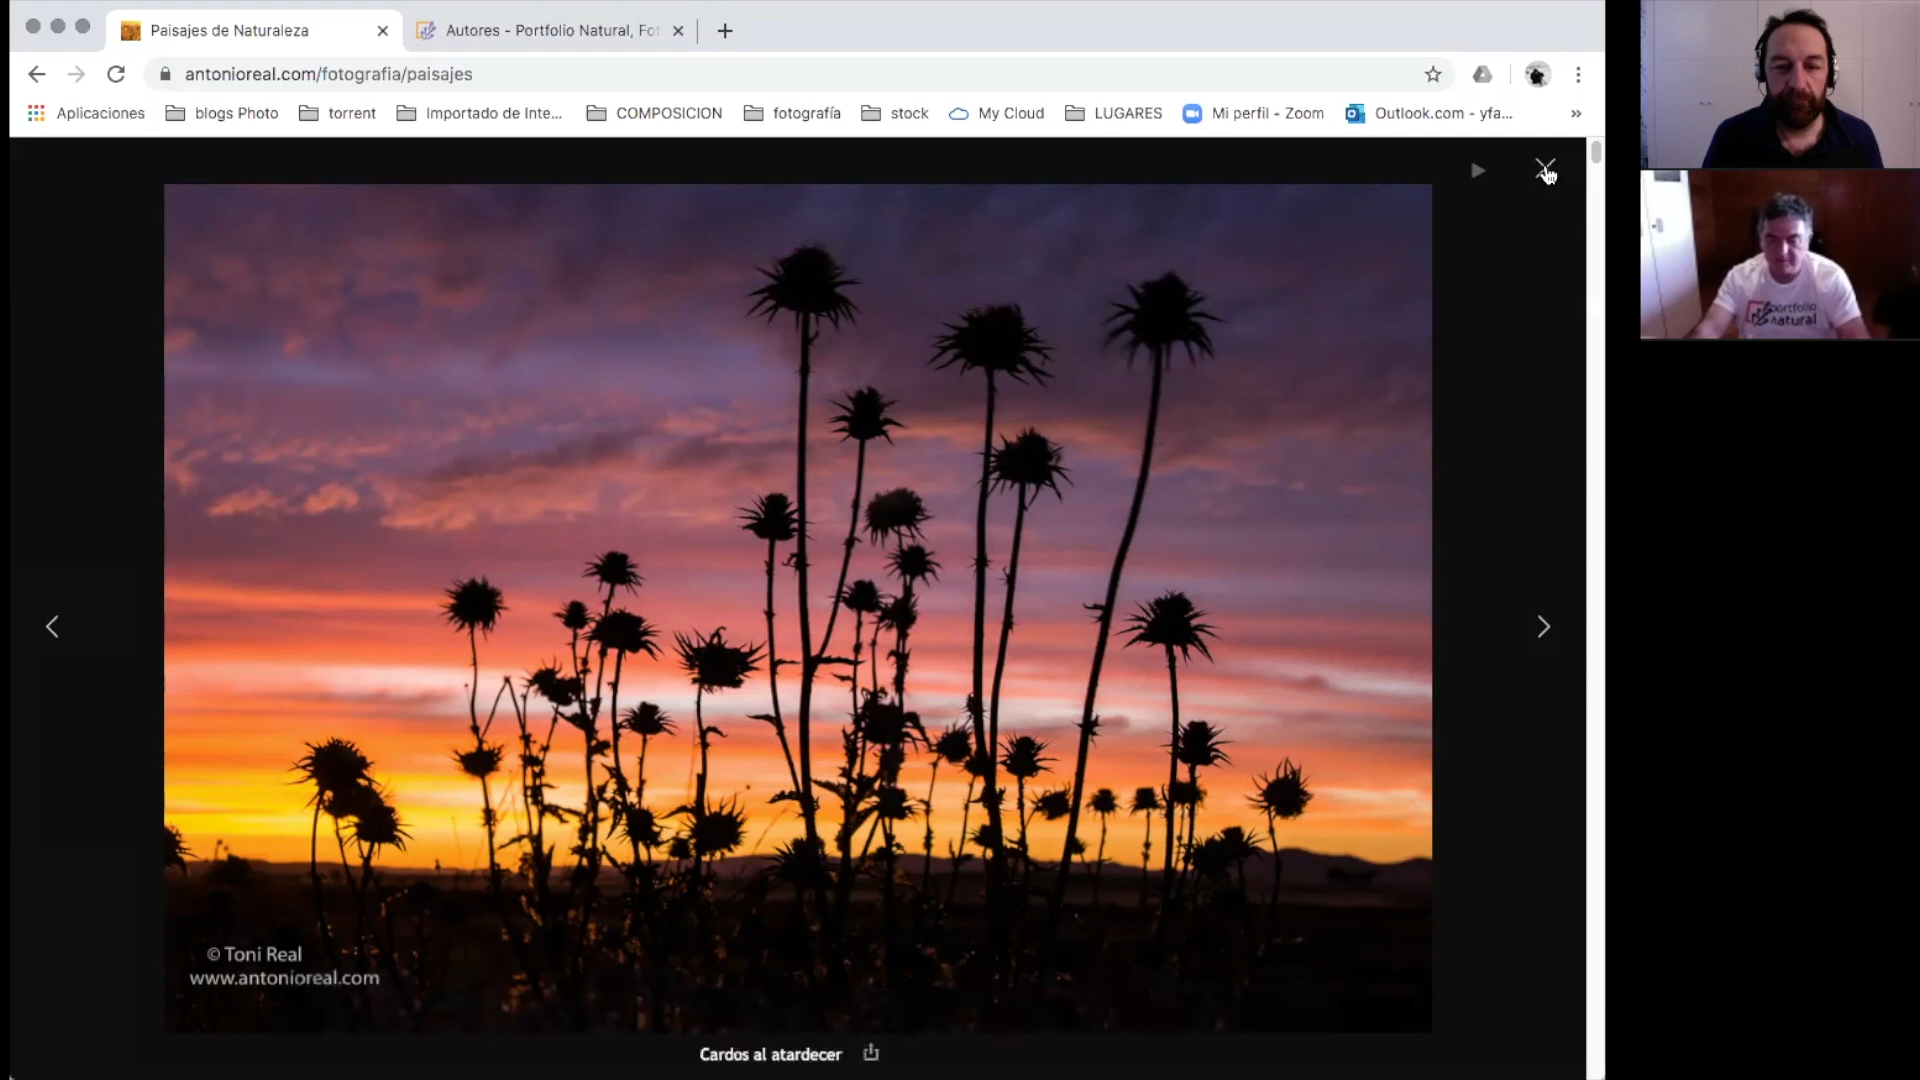 Paisajes de Naturaleza
Autores - Portfolio Natural, Fot
antonioreal.com/fotografia/paisajes
Aplicaciones
blogs Photo
torrent
Importado de Inte...
COMPOSICION
fotografía
stock
My Cloud
LUGARES
Mi perfil - Zoom
Outlook.com - yfa...
»
© Toni Real
www.antonioreal.com
Cardos al atardecer
portfolio
natural